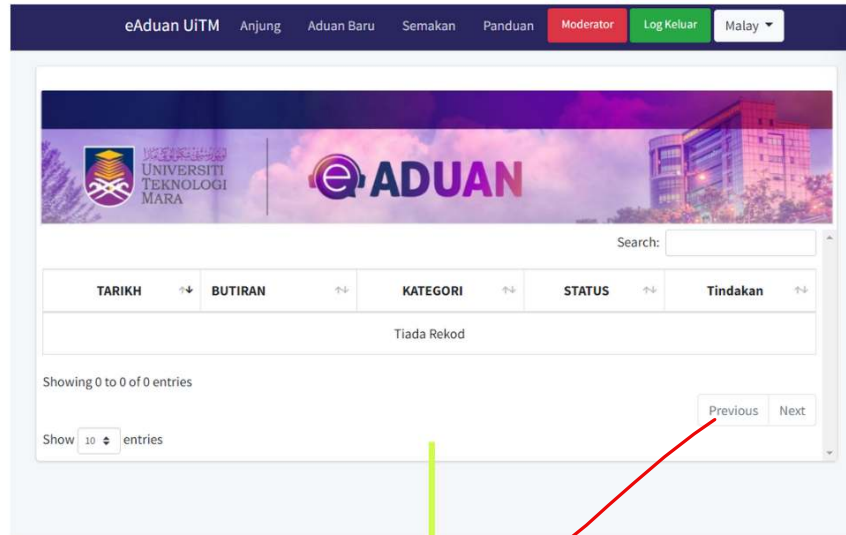 eAduan UiTM Anjung Aduan Baru Semakan Panduan Moderator Log Keluar Malay
UNIVERSITI
TEKNOLOGI
MARA
eADUAN
Search:
TARIKH BUTIRAN KATEGORI STATUS Tindakan
Tiada Rekod
Showing 0 to 0 of 0 entries
Previous Next
Show 10 entries